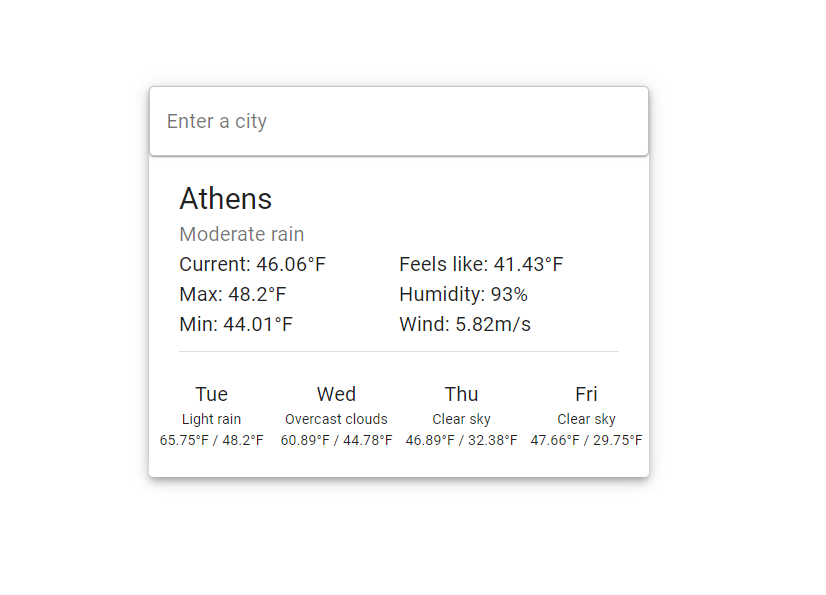 Enter a city
Athens
Moderate rain
Current: 46.06°F Feels like: 41.43°F
Max: 48.2°F Humidity: 93%
Min: 44.01°F Wind: 5.82m/s
Tue Wed Thu Fri
Light rain Overcast clouds Clear sky Clear sky
65.75°F / 48.2°F 60.89°F / 44.78°F 46.89°F / 32.38°F 47.66°F / 29.75°F